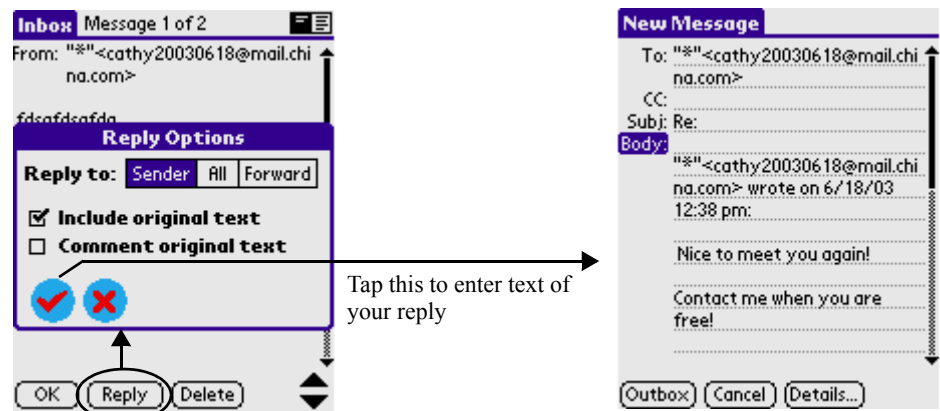 Inbox Message 1 of 2
From: "*"<cathy20030618@mail.chi
na.com>
fdsafdsafda
Reply Options
Reply to: Sender All Forward
Include original text
Comment original text
OK Reply Delete
Tap this to enter text of
your reply
New Message
To: "*"<cathy20030618@mail.chi
na.com>
CC:
Subj: Re:
Body:
"*"<cathy20030618@mail.chi
na.com> wrote on 6/18/03
12:38 pm:
Nice to meet you again!
Contact me when you are
free!
Outbox Cancel Details...